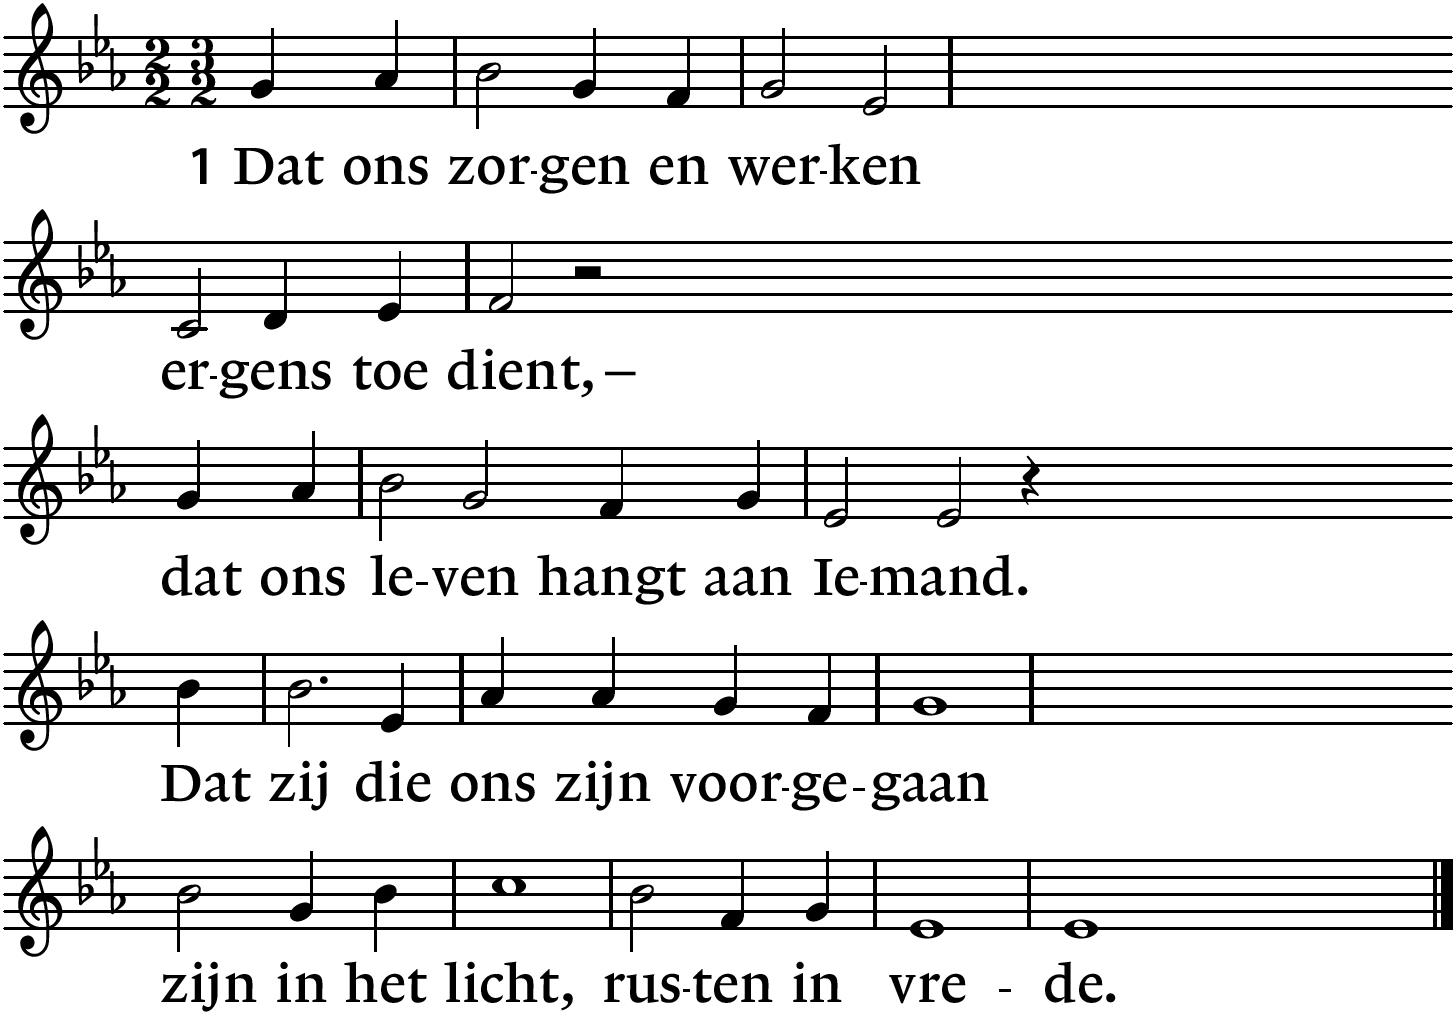 1 Dat ons zor-gen en wer-ken
er-gens toe dient, –
dat ons le-ven hangt aan Ie-mand.
Dat zij die ons zijn voor-ge-gaan
zijn in het licht, rus-ten in vre - de.